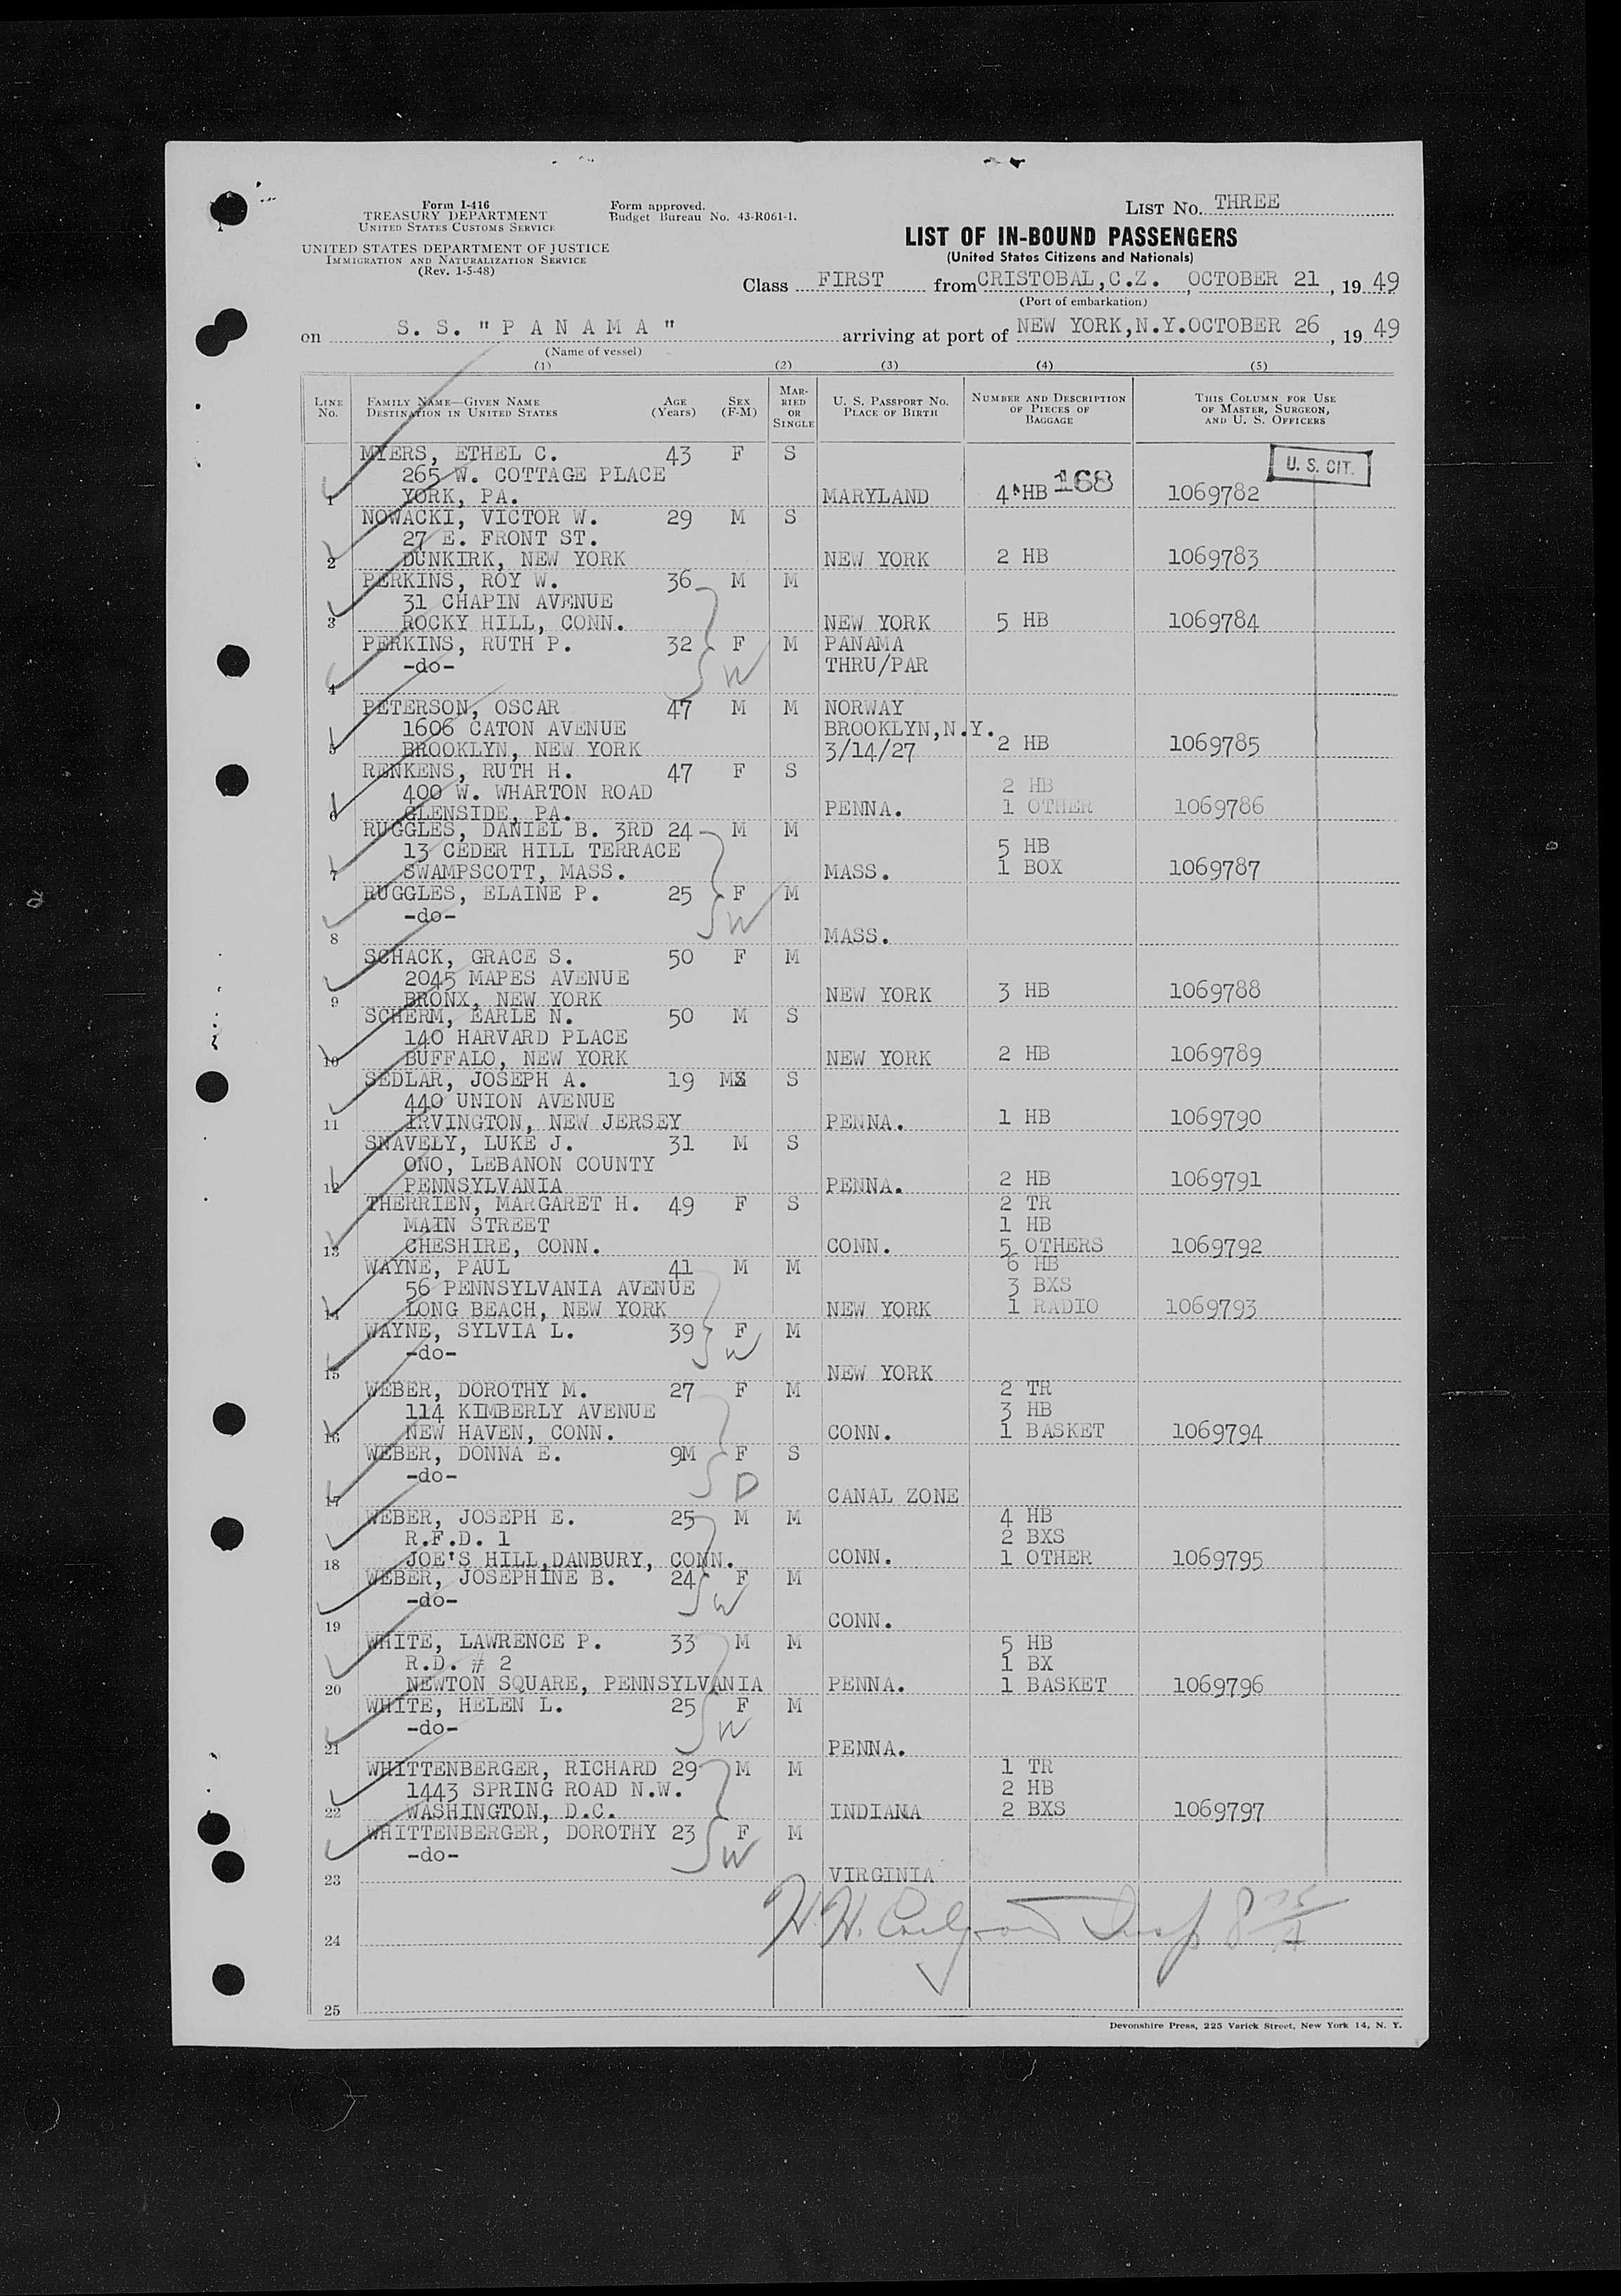 Form I-416
TREASURY DEPARTMENT
UNITED STATES CUSTOMS SERVICE
UNITED STATES DEPARTMENT OF JUSTICE
IMMIGRATION AND NATURALIZATION SERVICE
(Rev. 1-5-48)
Form approved.
Budget Bureau No. 43-R061-1.
LIST No. THREE
LIST OF IN-BOUND PASSENGERS
(United States Citizens and Nationals)
Class FIRST from CRISTOBAL, C.Z., OCTOBER 21, 1949
(Port of embarkation)
on S. S. "P A N A M A" arriving at port of NEW YORK, N.Y. OCTOBER 26, 1949
(Name of vessel)
(1) (2) (3) (4) (5)
LINE No. FAMILY NAME—GIVEN NAME DESTINATION IN UNITED STATES AGE (Years) SEX (F-M) MARRIED OR SINGLE U. S. PASSPORT NO. PLACE OF BIRTH NUMBER AND DESCRIPTION OF PIECES OF BAGGAGE THIS COLUMN FOR USE OF MASTER, SURGEON, AND U. S. OFFICERS
MYERS, ETHEL C. 43 F S
U. S. CIT.
265 W. COTTAGE PLACE
1 YORK, PA. MARYLAND 4 HB 168 1069782
NOWACKI, VICTOR W. 29 M S
27 E. FRONT ST.
2 DUNKIRK, NEW YORK NEW YORK 2 HB 1069783
PERKINS, ROY W. 36 M M
31 CHAPIN AVENUE
3 ROCKY HILL, CONN. NEW YORK 5 HB 1069784
PERKINS, RUTH P. 32 F M PANAMA
-do- W THRU/PAR
4
PETERSON, OSCAR 47 M M NORWAY
1606 CATON AVENUE BROOKLYN, N.Y.
5 BROOKLYN, NEW YORK 3/14/27 2 HB 1069785
RENKENS, RUTH H. 47 F S
400 W. WHARTON ROAD 2 HB
6 GLENSIDE, PA. PENNA. 1 OTHER 1069786
RUGGLES, DANIEL B. 3RD 24 M M
13 CEDER HILL TERRACE 5 HB
7 SWAMPSCOTT, MASS. MASS. 1 BOX 1069787
RUGGLES, ELAINE P. 25 F M
-do- W
8 MASS.
SCHACK, GRACE S. 50 F M
2045 MAPES AVENUE
9 BRONX, NEW YORK NEW YORK 3 HB 1069788
SCHERM, EARLE N. 50 M S
140 HARVARD PLACE
10 BUFFALO, NEW YORK NEW YORK 2 HB 1069789
SEDLAR, JOSEPH A. 19 M S
440 UNION AVENUE
11 IRVINGTON, NEW JERSEY PENNA. 1 HB 1069790
SNAVELY, LUKE J. 31 M S
ONO, LEBANON COUNTY
12 PENNSYLVANIA PENNA. 2 HB 1069791
THERRIEN, MARGARET H. 49 F S 2 TR
MAIN STREET 1 HB
13 CHESHIRE, CONN. CONN. 5 OTHERS 1069792
WAYNE, PAUL 41 M M 6 HB
56 PENNSYLVANIA AVENUE 3 BXS
14 LONG BEACH, NEW YORK NEW YORK 1 RADIO 1069793
WAYNE, SYLVIA L. 39 F M
-do- W
15 NEW YORK
WEBER, DOROTHY M. 27 F M 2 TR
114 KIMBERLY AVENUE 3 HB
16 NEW HAVEN, CONN. CONN. 1 BASKET 1069794
WEBER, DONNA E. 9M F S
-do- D
17 CANAL ZONE
WEBER, JOSEPH E. 25 M M 4 HB
R.F.D. 1 2 BXS
18 JOE'S HILL, DANBURY, CONN. CONN. 1 OTHER 1069795
WEBER, JOSEPHINE B. 24 F M
-do- W
19 CONN.
WHITE, LAWRENCE P. 33 M M 5 HB
R.D. # 2 1 BX
20 NEWTON SQUARE, PENNSYLVANIA PENNA. 1 BASKET 1069796
WHITE, HELEN L. 25 F M
-do- W
21 PENNA.
WHITTENBERGER, RICHARD 29 M M 1 TR
1443 SPRING ROAD N.W. 2 HB
22 WASHINGTON, D.C. INDIANA 2 BXS 1069797
WHITTENBERGER, DOROTHY 23 F M
-do- W
23 VIRGINIA
24
25
Devonshire Press, 225 Varick Street, New York 14, N. Y.